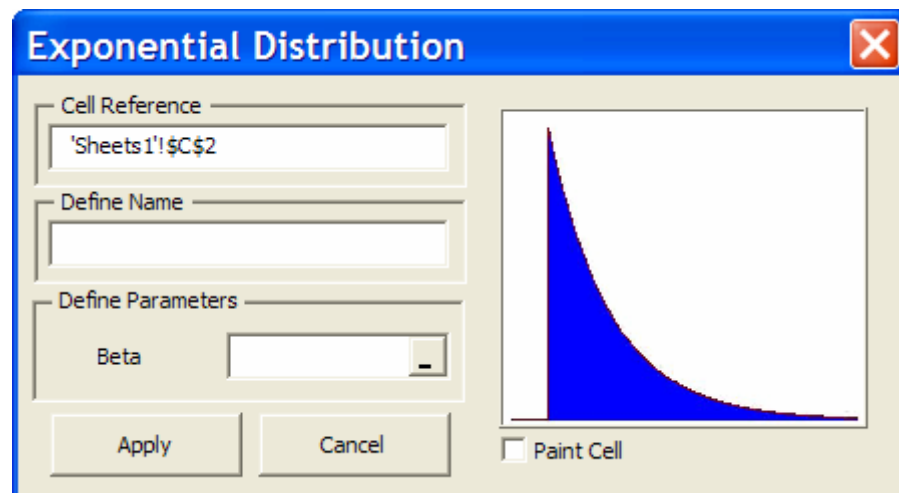 Exponential Distribution
Cell Reference
'Sheets1'!$C$2
Define Name
Define Parameters
Beta
Apply
Cancel
Paint Cell